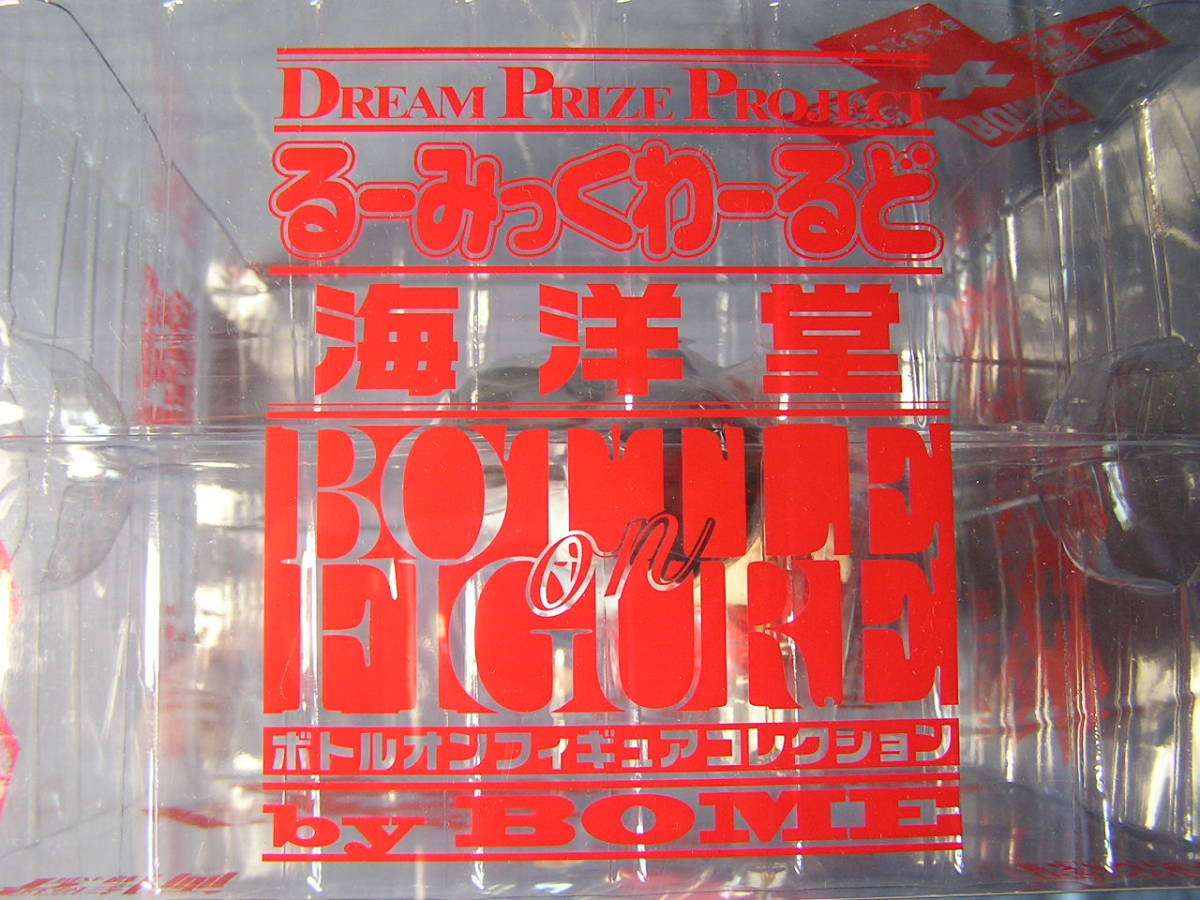 DREAM PRIZE PROJECT
るーみっくわーるど
海洋堂
BOTTLE
on
FIGURE
ボトルオンフィギュアコレクション
by BOME